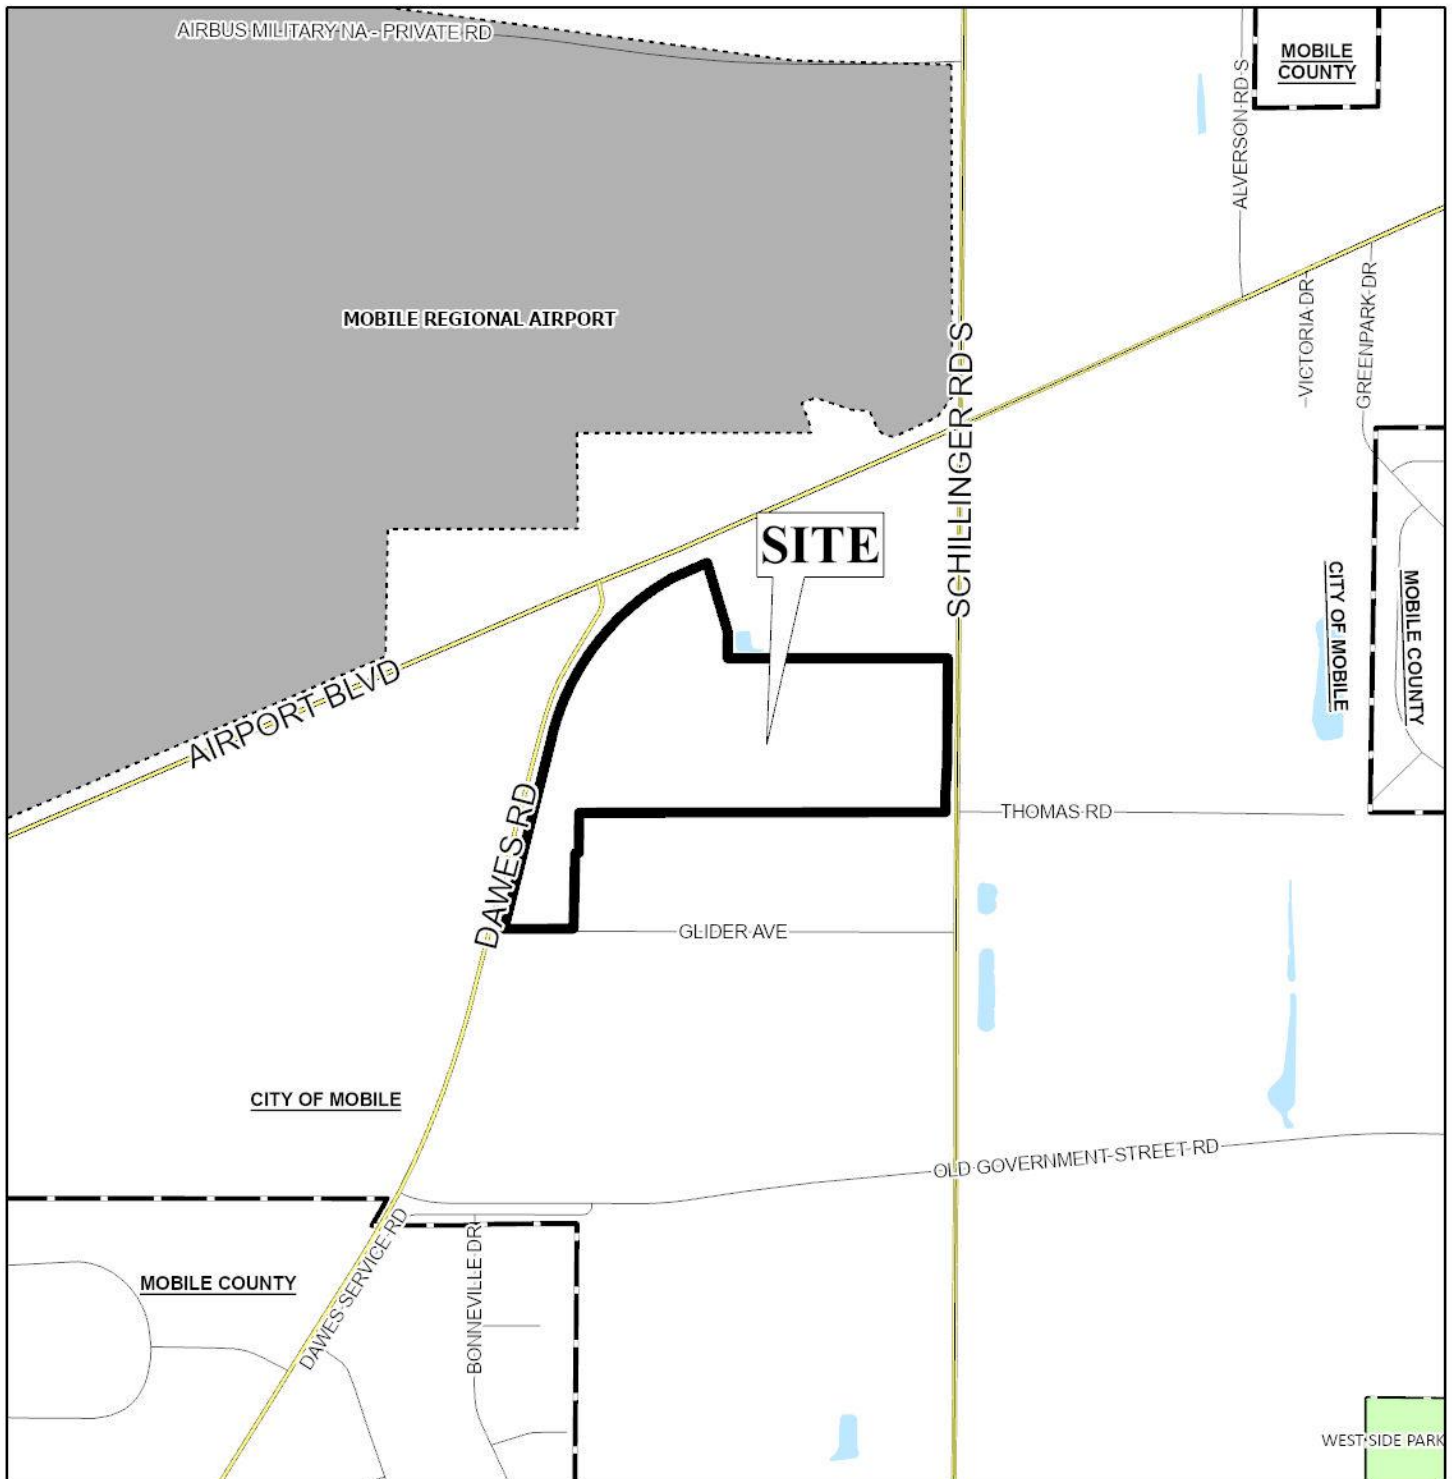 AIRBUS MILITARY NA - PRIVATE RD
MOBILE
COUNTY
ALVERSON RD S
MOBILE REGIONAL AIRPORT
VICTORIA DR
GREENPARK DR
SCHILLINGER RD S
SITE
CITY OF MOBILE
MOBILE COUNTY
AIRPORT BLVD
DAWES RD
THOMAS RD
GLIDER AVE
CITY OF MOBILE
OLD GOVERNMENT STREET RD
DAWES SERVICE RD
BONNEVILLE DR
MOBILE COUNTY
WEST SIDE PARK